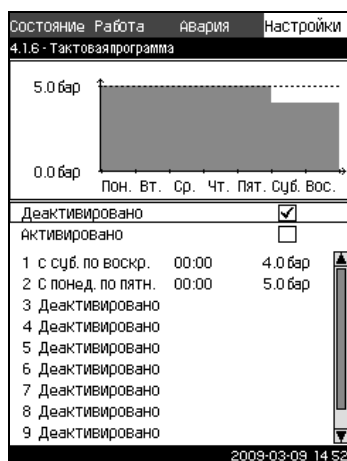 Состояние Работа Авария Настройки
4.1.6 - Тактовая программа
5.0 бар
0.0 бар
Пон. Вт. Ср. Чт. Пят. Суб. Вос.
Деактивировано
Активировано
1 С суб. по воскр. 00:00 4.0 бар
2 С понед. по пятн. 00:00 5.0 бар
3 Деактивировано
4 Деактивировано
5 Деактивировано
6 Деактивировано
7 Деактивировано
8 Деактивировано
9 Деактивировано
2009-03-09 14:52